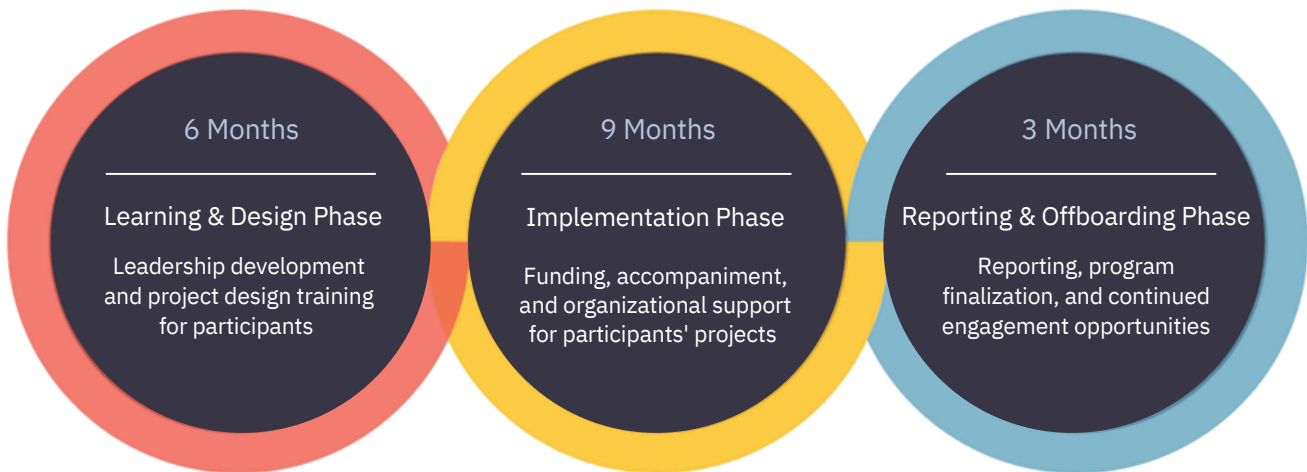 6 Months
Learning & Design Phase
Leadership development
and project design training
for participants
9 Months
Implementation Phase
Funding, accompaniment,
and organizational support
for participants' projects
3 Months
Reporting & Offboarding Phase
Reporting, program
finalization, and continued
engagement opportunities